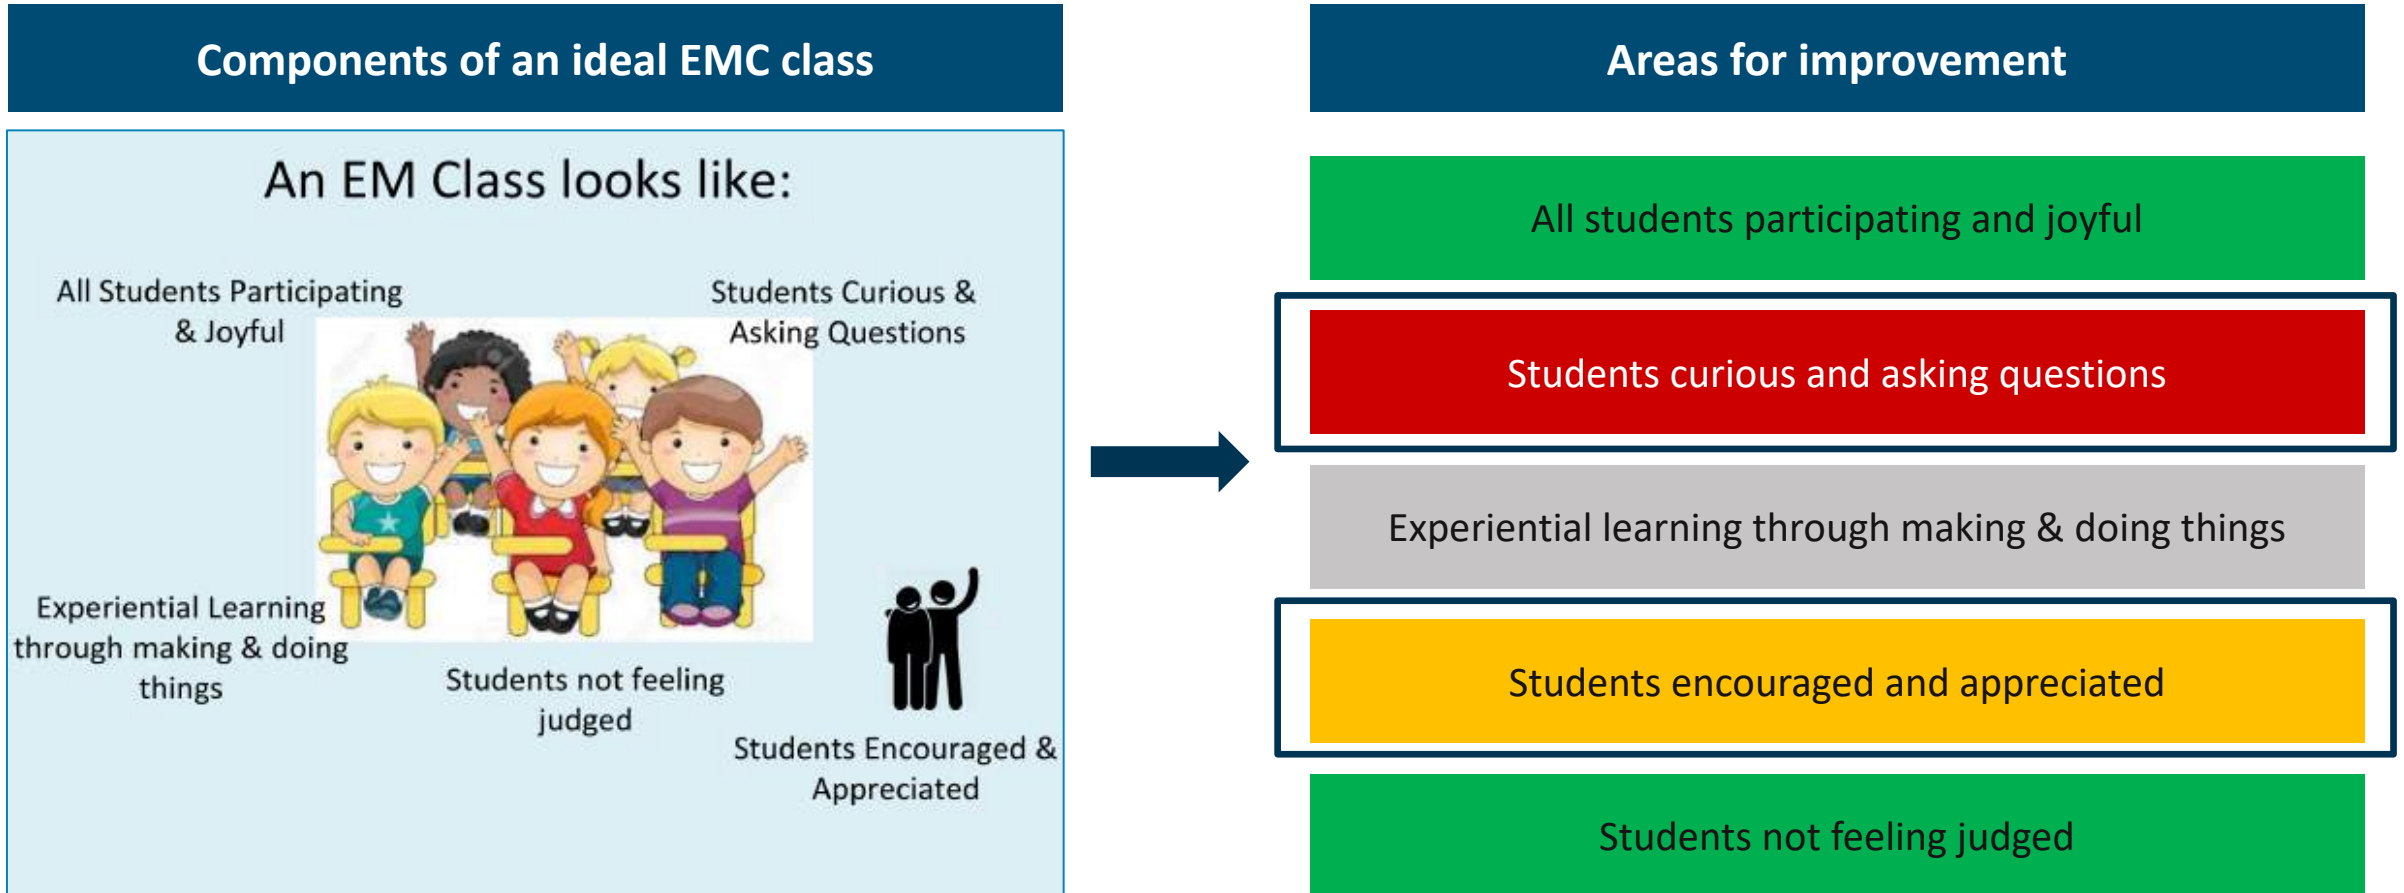 Components of an ideal EMC class
An EM Class looks like:
All Students Participating
& Joyful
Students Curious &
Asking Questions
Experiential Learning
through making & doing
things
Students not feeling
judged
Students Encouraged &
Appreciated
Areas for improvement
All students participating and joyful
Students curious and asking questions
Experiential learning through making & doing things
Students encouraged and appreciated
Students not feeling judged